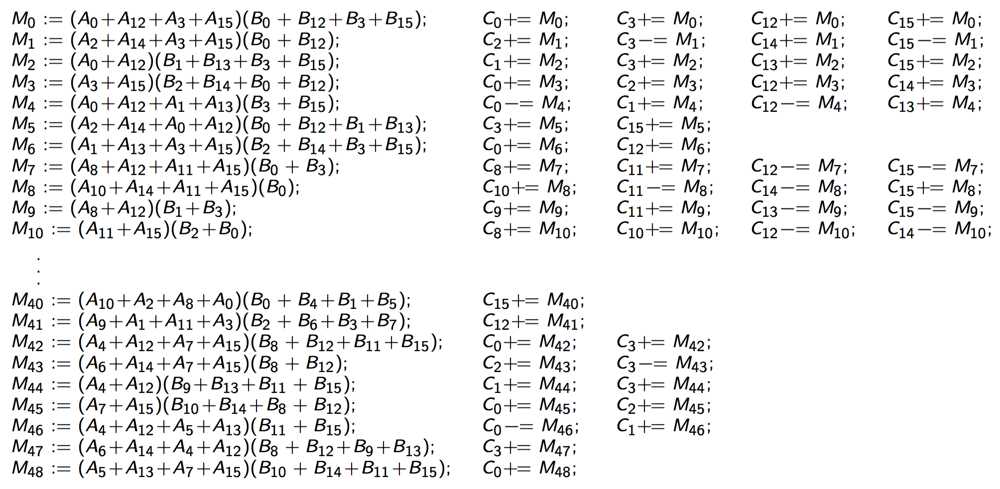 M₀ := (A₀+A₁₂+A₃+A₁₅)(B₀ + B₁₂+B₃+B₁₅); C₀+= M₀; C₃+= M₀; C₁₂+= M₀; C₁₅+= M₀;
M₁ := (A₂+A₁₄+A₃+A₁₅)(B₀ + B₁₂); C₂+= M₁; C₃−= M₁; C₁₄+= M₁; C₁₅−= M₁;
M₂ := (A₀+A₁₂)(B₁+B₁₃+B₃ + B₁₅); C₁+= M₂; C₃+= M₂; C₁₃+= M₂; C₁₅+= M₂;
M₃ := (A₃+A₁₅)(B₂+B₁₄+B₀ + B₁₂); C₀+= M₃; C₂+= M₃; C₁₂+= M₃; C₁₄+= M₃;
M₄ := (A₀+A₁₂+A₁+A₁₃)(B₃ + B₁₅); C₀−= M₄; C₁+= M₄; C₁₂−= M₄; C₁₃+= M₄;
M₅ := (A₂+A₁₄+A₀+A₁₂)(B₀ + B₁₂+B₁+B₁₃); C₃+= M₅; C₁₅+= M₅;
M₆ := (A₁+A₁₃+A₃+A₁₅)(B₂ + B₁₄+B₃+B₁₅); C₀+= M₆; C₁₂+= M₆;
M₇ := (A₈+A₁₂+A₁₁+A₁₅)(B₀ + B₃); C₈+= M₇; C₁₁+= M₇; C₁₂−= M₇; C₁₅−= M₇;
M₈ := (A₁₀+A₁₄+A₁₁+A₁₅)(B₀); C₁₀+= M₈; C₁₁−= M₈; C₁₄−= M₈; C₁₅+= M₈;
M₉ := (A₈+A₁₂)(B₁+B₃); C₉+= M₉; C₁₁+= M₉; C₁₃−= M₉; C₁₅−= M₉;
M₁₀ := (A₁₁+A₁₅)(B₂+B₀); C₈+= M₁₀; C₁₀+= M₁₀; C₁₂−= M₁₀; C₁₄−= M₁₀;
.
.
.
M₄₀ := (A₁₀+A₂+A₈+A₀)(B₀ + B₄+B₁+B₅); C₁₅+= M₄₀;
M₄₁ := (A₉+A₁+A₁₁+A₃)(B₂ + B₆+B₃+B₇); C₁₂+= M₄₁;
M₄₂ := (A₄+A₁₂+A₇+A₁₅)(B₈ + B₁₂+B₁₁+B₁₅); C₀+= M₄₂; C₃+= M₄₂;
M₄₃ := (A₆+A₁₄+A₇+A₁₅)(B₈ + B₁₂); C₂+= M₄₃; C₃−= M₄₃;
M₄₄ := (A₄+A₁₂)(B₉+B₁₃+B₁₁ + B₁₅); C₁+= M₄₄; C₃+= M₄₄;
M₄₅ := (A₇+A₁₅)(B₁₀+B₁₄+B₈ + B₁₂); C₀+= M₄₅; C₂+= M₄₅;
M₄₆ := (A₄+A₁₂+A₅+A₁₃)(B₁₁ + B₁₅); C₀−= M₄₆; C₁+= M₄₆;
M₄₇ := (A₆+A₁₄+A₄+A₁₂)(B₈ + B₁₂+B₉+B₁₃); C₃+= M₄₇;
M₄₈ := (A₅+A₁₃+A₇+A₁₅)(B₁₀ + B₁₄+B₁₁+B₁₅); C₀+= M₄₈;